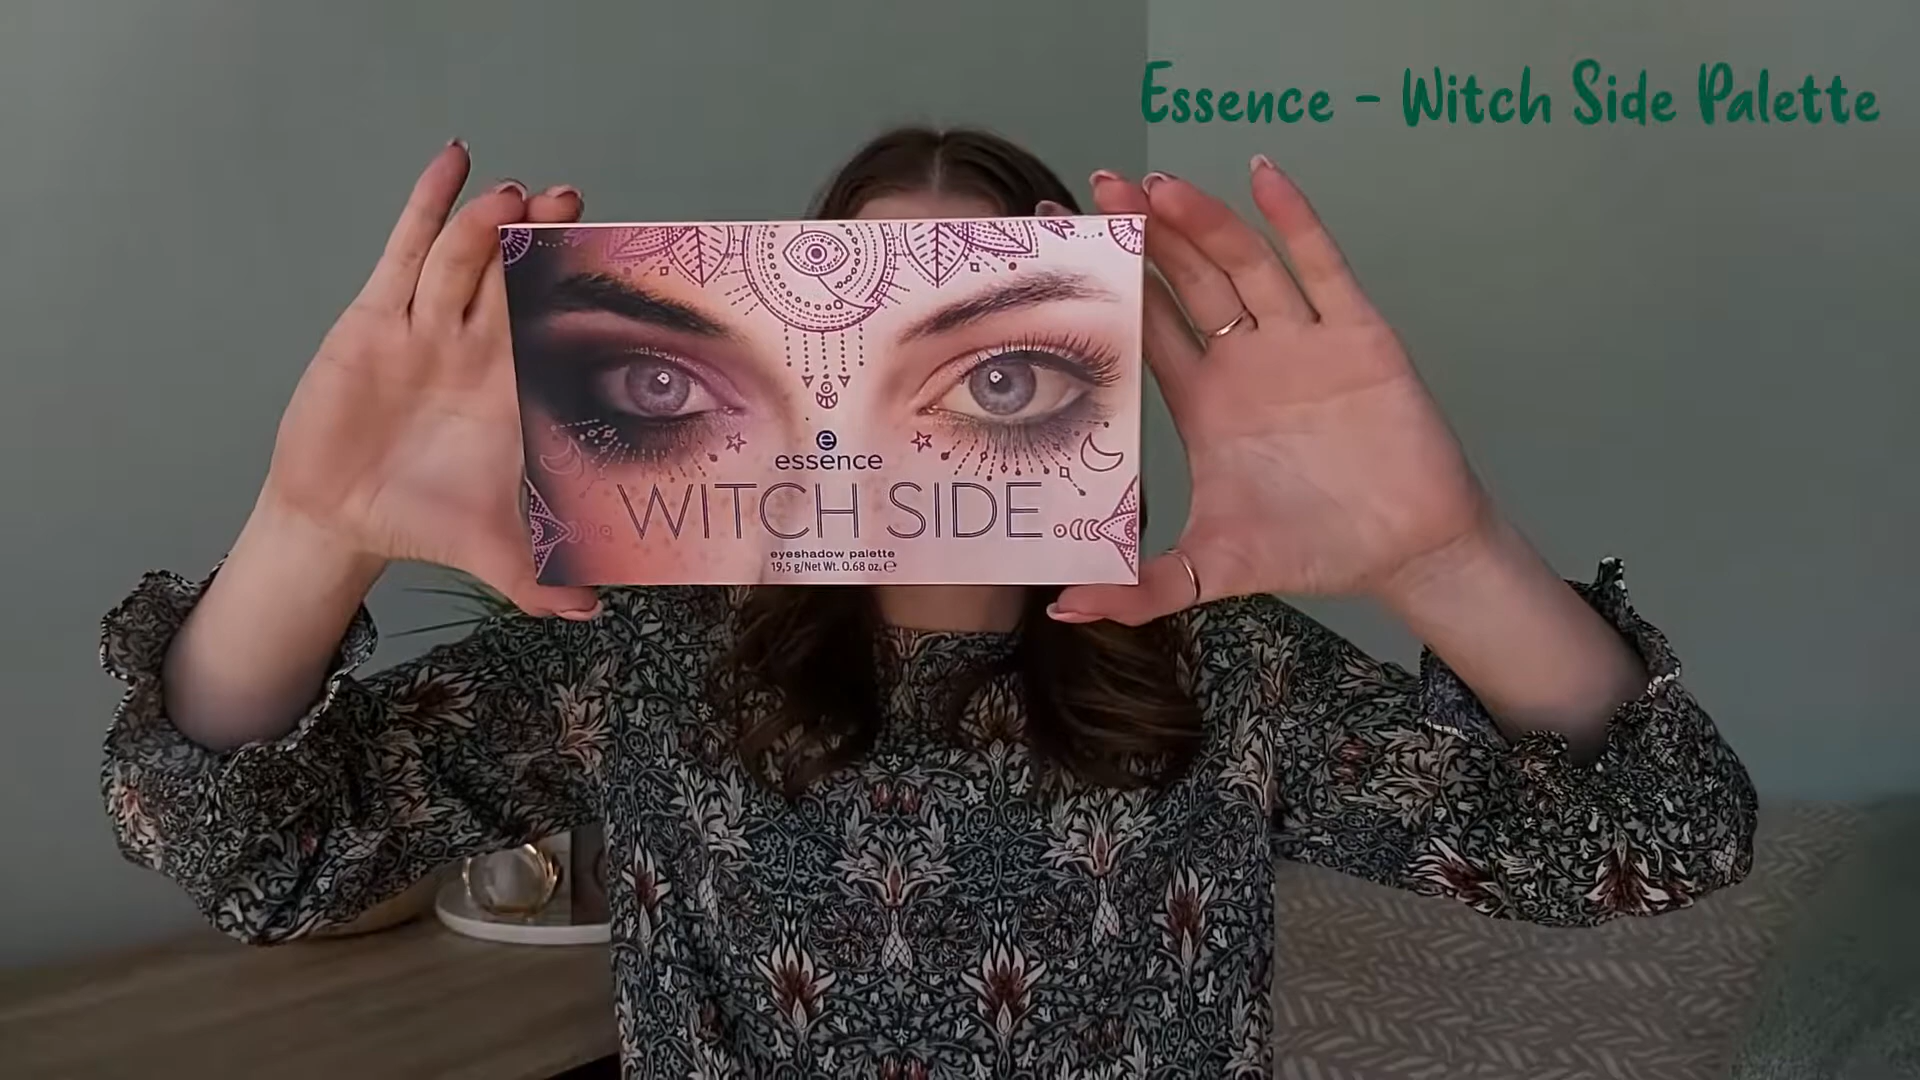 Essence - Witch Side Palette
e
essence
WITCH SIDE
eyeshadow palette
19,5 g/Net Wt. 0.68 oz. ℮